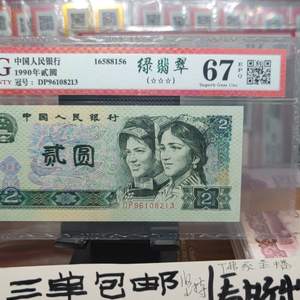 中国人民银行
1990年贰圆
冠号：DP96108213
16588156
绿翡翠
(☆☆☆)
67
EPQ
Superb Gem Unc
中国人民银行
贰圆
DP96108213
2
2
三单包邮